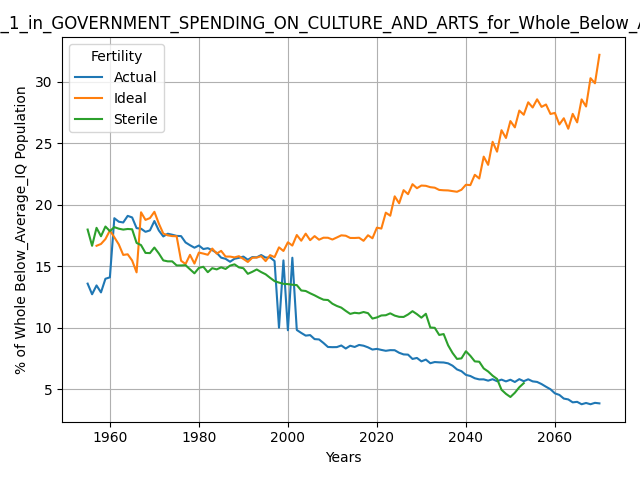 _1_in_GOVERNMENT_SPENDING_ON_CULTURE_AND_ARTS_for_Whole_Below_A
Fertility
Actual
Ideal
Sterile
% of Whole Below_Average_IQ Population
30
25
20
15
10
5
1960 1980 2000 2020 2040 2060
Years